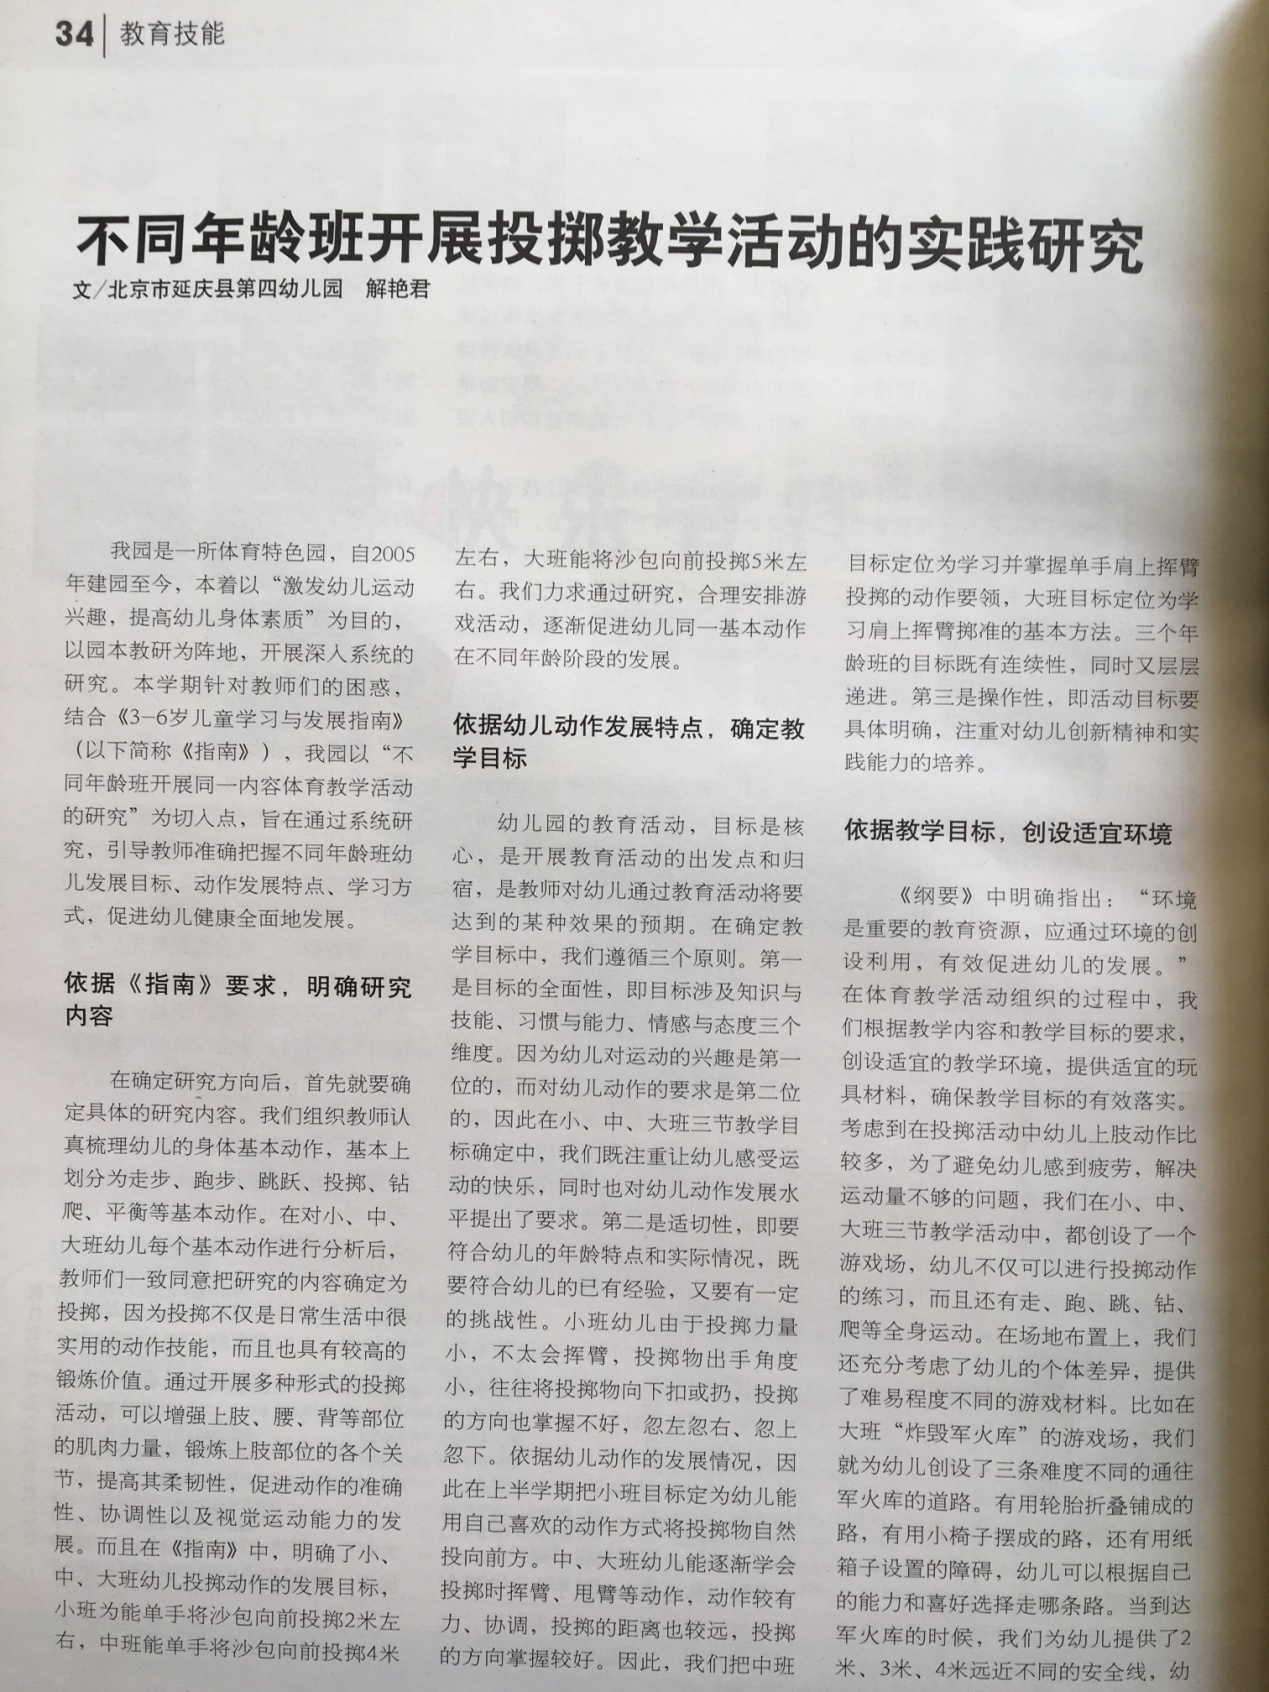 34 教育技能
不同年龄班开展投掷教学活动的实践研究
文/北京市延庆县第四幼儿园 解艳君
我园是一所体育特色园，自2005
年建园至今，本着以“激发幼儿运动
兴趣，提高幼儿身体素质”为目的，
以园本教研为阵地，开展深入系统的
研究。本学期针对教师们的困惑，
结合《3-6岁儿童学习与发展指南》
（以下简称《指南》），我园以“不
同年龄班开展同一内容体育教学活动
的研究”为切入点，旨在通过系统研
究，引导教师准确把握不同年龄班幼
儿发展目标、动作发展特点、学习方
式，促进幼儿健康全面地发展。
依据《指南》要求，明确研究
内容
在确定研究方向后，首先就要确
定具体的研究内容。我们组织教师认
真梳理幼儿的身体基本动作，基本上
划分为走步、跑步、跳跃、投掷、钻
爬、平衡等基本动作。在对小、中、
大班幼儿每个基本动作进行分析后，
教师们一致同意把研究的内容确定为
投掷，因为投掷不仅是日常生活中很
实用的动作技能，而且也具有较高的
锻炼价值。通过开展多种形式的投掷
活动，可以增强上肢、腰、背等部位
的肌肉力量，锻炼上肢部位的各个关
节，提高其柔韧性，促进动作的准确
性、协调性以及视觉运动能力的发
展。而且在《指南》中，明确了小、
中、大班幼儿投掷动作的发展目标，
小班为能单手将沙包向前投掷2米左
右，中班能单手将沙包向前投掷4米
左右，大班能将沙包向前投掷5米左
右。我们力求通过研究，合理安排游
戏活动，逐渐促进幼儿同一基本动作
在不同年龄阶段的发展。
依据幼儿动作发展特点，确定教
学目标
幼儿园的教育活动，目标是核
心，是开展教育活动的出发点和归
宿，是教师对幼儿通过教育活动将要
达到的某种效果的预期。在确定教
学目标中，我们遵循三个原则。第一
是目标的全面性，即目标涉及知识与
技能、习惯与能力、情感与态度三个
维度。因为幼儿对运动的兴趣是第一
位的，而对幼儿动作的要求是第二位
的，因此在小、中、大班三节教学目
标确定中，我们既注重让幼儿感受运
动的快乐，同时也对幼儿动作发展水
平提出了要求。第二是适切性，即要
符合幼儿的年龄特点和实际情况，既
要符合幼儿的已有经验，又要有一定
的挑战性。小班幼儿由于投掷力量
小，不太会挥臂，投掷物出手角度
小，往往将投掷物向下扣或扔，投掷
的方向也掌握不好，忽左忽右、忽上
忽下。依据幼儿动作的发展情况，因
此在上半学期把小班目标定为幼儿能
用自己喜欢的动作方式将投掷物自然
投向前方。中、大班幼儿能逐渐学会
投掷时挥臂、甩臂等动作，动作较有
力、协调，投掷的距离也较远，投掷
的方向掌握较好。因此，我们把中班
目标定位为学习并掌握单手肩上挥臂
投掷的动作要领，大班目标定位为学
习肩上挥臂掷准的基本方法。三个年
龄班的目标既有连续性，同时又层层
递进。第三是操作性，即活动目标要
具体明确，注重对幼儿创新精神和实
践能力的培养。
依据教学目标，创设适宜环境
《纲要》中明确指出：“环境
是重要的教育资源，应通过环境的创
设利用，有效促进幼儿的发展。”
在体育教学活动组织的过程中，我
们根据教学内容和教学目标的要求，
创设适宜的教学环境，提供适宜的玩
具材料，确保教学目标的有效落实。
考虑到在投掷活动中幼儿上肢动作比
较多，为了避免幼儿感到疲劳，解决
运动量不够的问题，我们在小、中、
大班三节教学活动中，都创设了一个
游戏场，幼儿不仅可以进行投掷动作
的练习，而且还有走、跑、跳、钻、
爬等全身运动。在场地布置上，我们
还充分考虑了幼儿的个体差异，提供
了难易程度不同的游戏材料。比如在
大班“炸毁军火库”的游戏场，我们
就为幼儿创设了三条难度不同的通往
军火库的道路。有用轮胎折叠铺成的
路，有用小椅子摆成的路，还有用纸
箱子设置的障碍，幼儿可以根据自己
的能力和喜好选择走哪条路。当到达
军火库的时候，我们为幼儿提供了2
米、3米、4米远近不同的安全线，幼